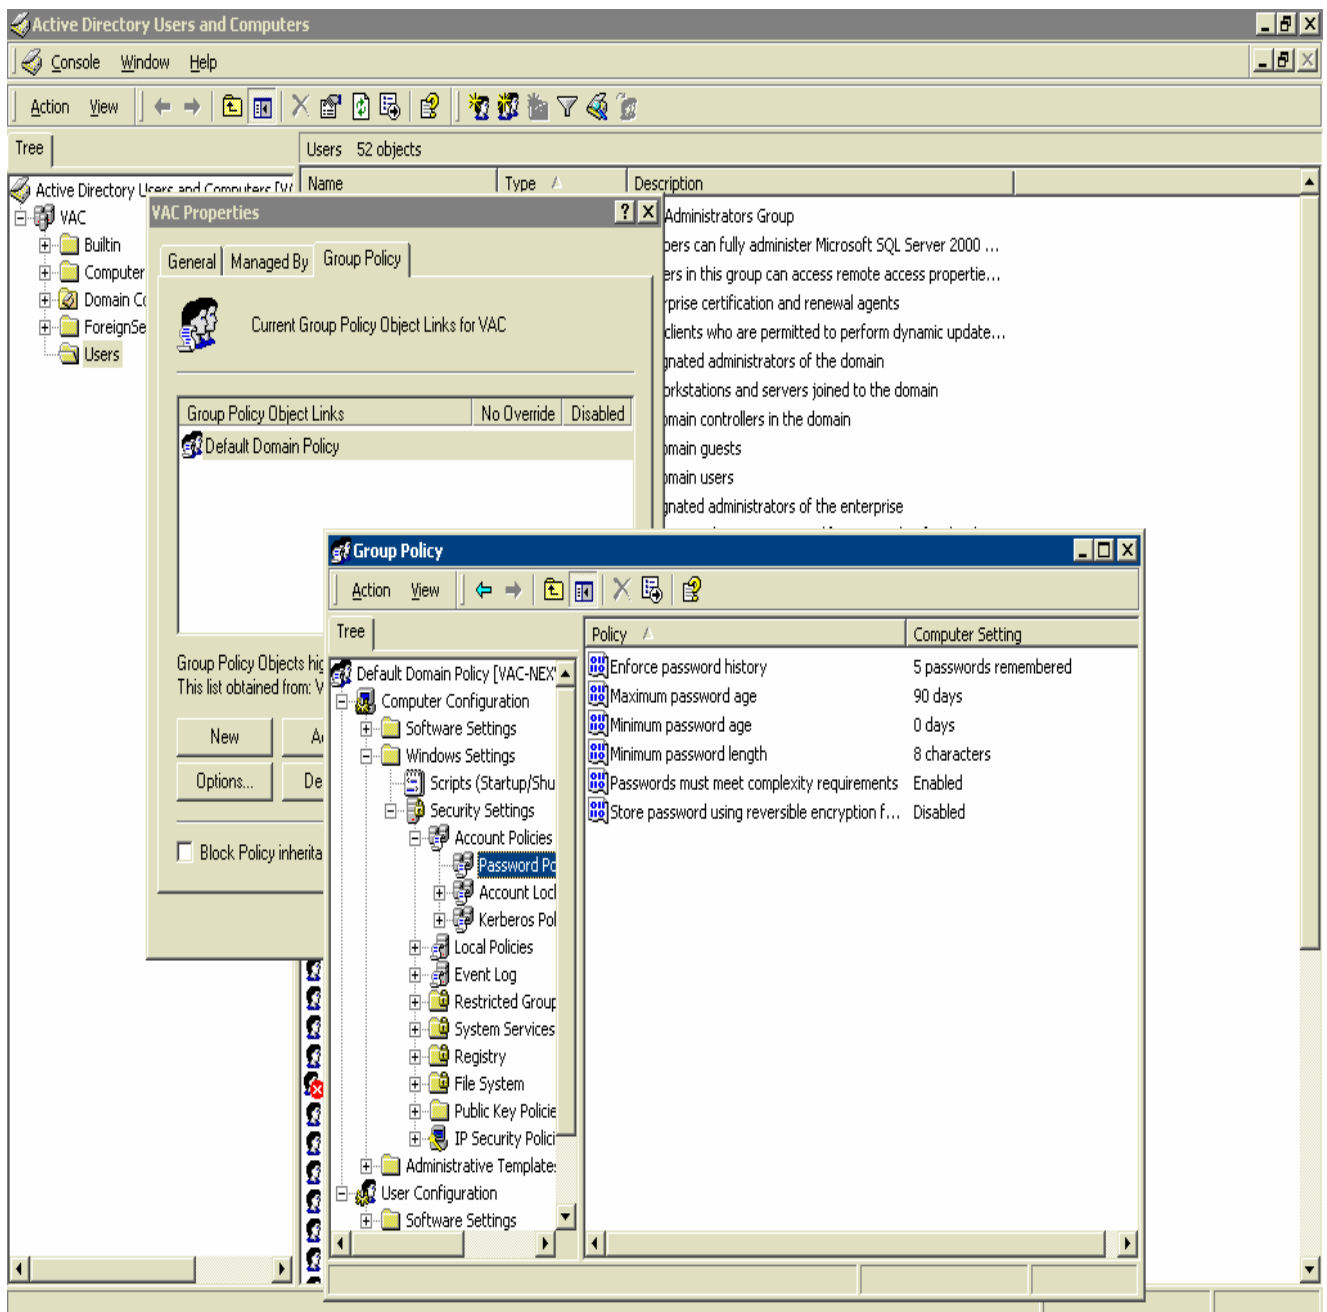 Active Directory Users and Computers
Console Window Help
Action View
Tree
Users 52 objects
Active Directory Users and Computers
Name Type Description
VAC
Builtin
Computer
Domain
ForeignSe
Users
VAC Properties
General Managed By Group Policy
Current Group Policy Object Links for VAC
Group Policy Object Links No Override Disabled
Default Domain Policy
Administrators Group
pers can fully administer Microsoft SQL Server 2000 ...
ers in this group can access remote access propertie...
rprise certification and renewal agents
clients who are permitted to perform dynamic update...
gnated administrators of the domain
orkstations and servers joined to the domain
omain controllers in the domain
omain guests
omain users
gnated administrators of the enterprise
Group Policy Objects hig
This list obtained from: V
New
Options...
De
Block Policy inherita
Group Policy
Action View
Tree
Policy Computer Setting
Default Domain Policy [VAC-NEX
Computer Configuration
Software Settings
Windows Settings
Scripts (Startup/Shu
Security Settings
Account Policies
Password Po
Account Loc
Kerberos Pol
Local Policies
Event Log
Restricted Group
System Services
Registry
File System
Public Key Policie
IP Security Polici
Administrative Template
User Configuration
Software Settings
Enforce password history 5 passwords remembered
Maximum password age 90 days
Minimum password age 0 days
Minimum password length 8 characters
Passwords must meet complexity requirements Enabled
Store password using reversible encryption f... Disabled